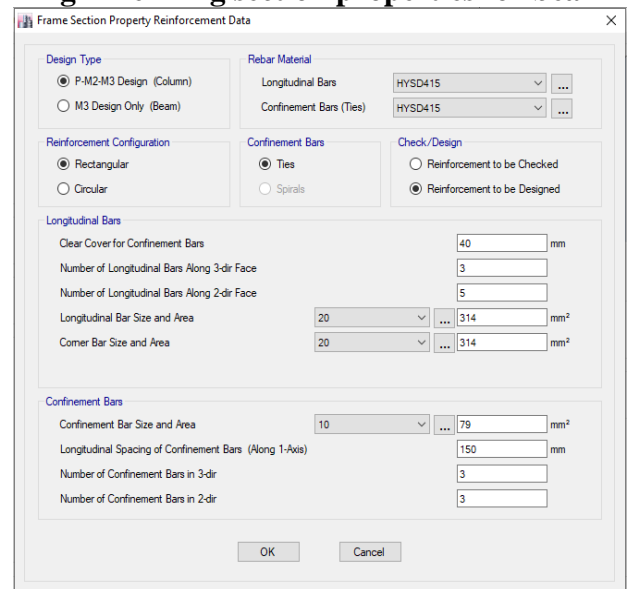 Frame Section Property Reinforcement Data
Design Type
P-M2-M3 Design (Column)
M3 Design Only (Beam)
Rebar Material
Longitudinal Bars HYSD415 ...
Confinement Bars (Ties) HYSD415 ...
Reinforcement Configuration
Rectangular
Circular
Confinement Bars
Ties
Spirals
Check/Design
Reinforcement to be Checked
Reinforcement to be Designed
Longitudinal Bars
Clear Cover for Confinement Bars 40 mm
Number of Longitudinal Bars Along 3-dir Face 3
Number of Longitudinal Bars Along 2-dir Face 5
Longitudinal Bar Size and Area 20 ... 314 mm²
Corner Bar Size and Area 20 ... 314 mm²
Confinement Bars
Confinement Bar Size and Area 10 ... 79 mm²
Longitudinal Spacing of Confinement Bars (Along 1-Axis) 150 mm
Number of Confinement Bars in 3-dir 3
Number of Confinement Bars in 2-dir 3
OK Cancel